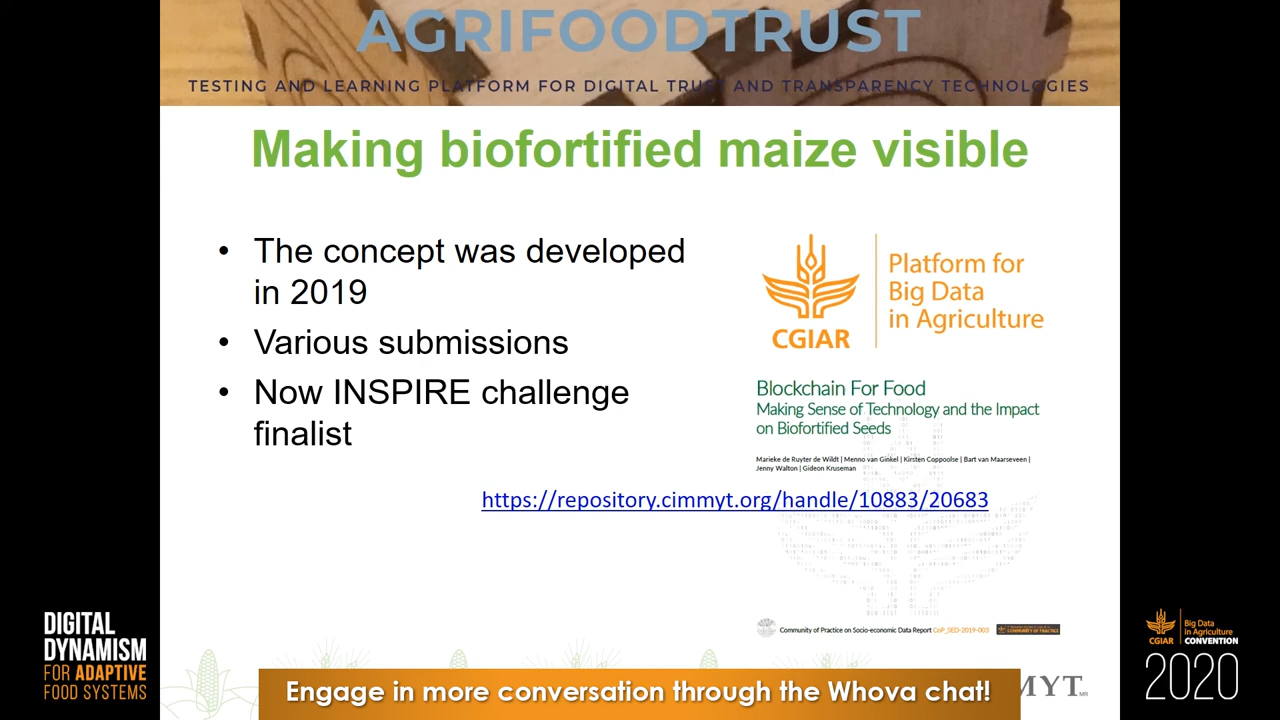 AGRIFOODTRUST
TESTING AND LEARNING PLATFORM FOR DIGITAL TRUST AND TRANSPARENCY TECHNOLOGIES
Making biofortified maize visible
• The concept was developed
in 2019
• Various submissions
• Now INSPIRE challenge
finalist
CGIAR
Platform for
Big Data
in Agriculture
Blockchain For Food
Making Sense of Technology and the Impact
on Biofortified Seeds
Marieke de Ruyter de Wildt | Menno van Ginkel | Kirsten Coppoolse | Bart van Maarseveen |
Jenny Walton | Gideon Kruseman
https://repository.cimmyt.org/handle/10883/20683
Community of Practice on Socio-economic Data Report CoP_SED-2019-003
COMMUNITY OF PRACTICE
DIGITAL
DYNAMISM
FOR ADAPTIVE
FOOD SYSTEMS
Engage in more conversation through the Whova chat!
MYT
CGIAR
Big Data
in Agriculture
CONVENTION
2020